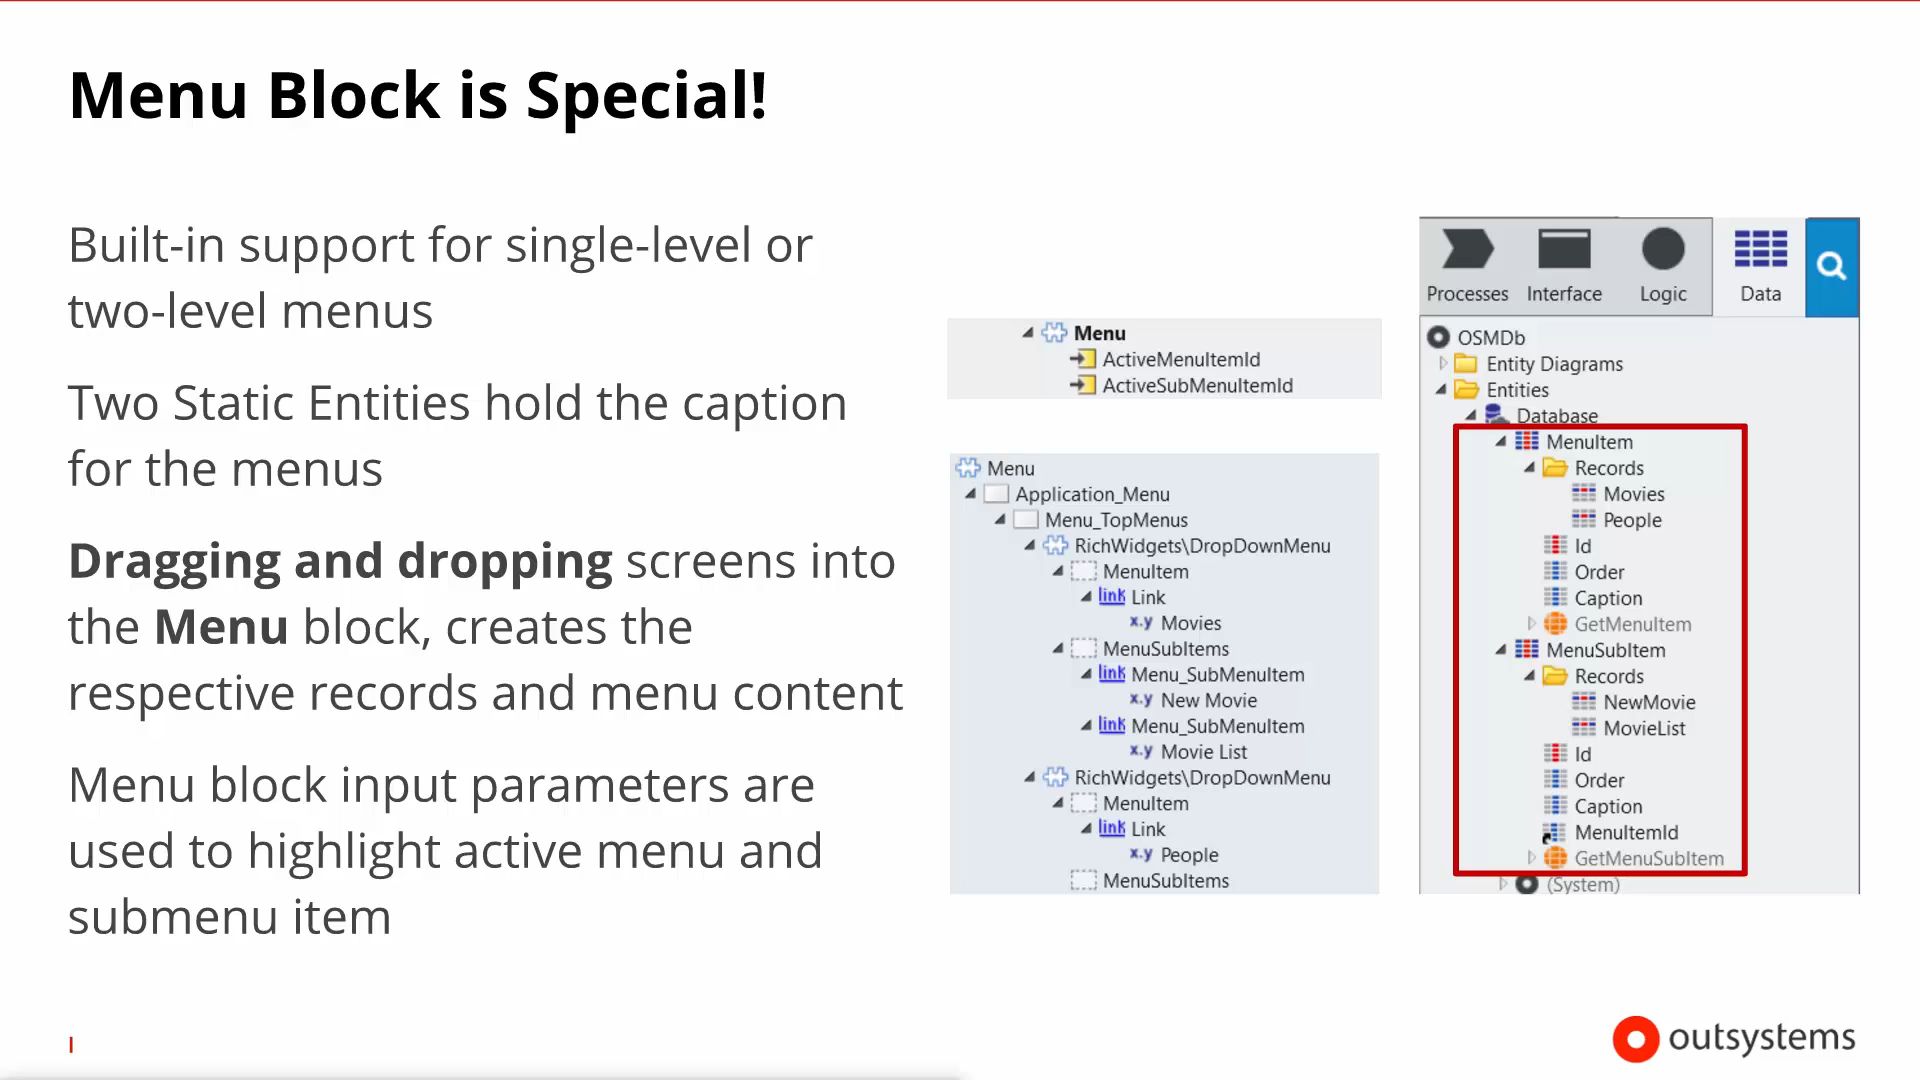 Menu Block is Special!
Built-in support for single-level or
two-level menus
Two Static Entities hold the caption
for the menus
Dragging and dropping screens into
the Menu block, creates the
respective records and menu content
Menu block input parameters are
used to highlight active menu and
submenu item
Menu
ActiveMenuItemId
ActiveSubMenuItemId
Menu
Application_Menu
Menu_TopMenus
RichWidgets\DropDownMenu
MenuItem
link Link
x.y Movies
MenuSubItems
link Menu_SubMenuItem
x.y New Movie
link Menu_SubMenuItem
x.y Movie List
RichWidgets\DropDownMenu
MenuItem
link Link
x.y People
MenuSubItems
Processes Interface Logic Data
OSMDb
Entity Diagrams
Entities
Database
MenuItem
Records
Movies
People
Id
Order
Caption
GetMenuItem
MenuSubItem
Records
NewMovie
MovieList
Id
Order
Caption
MenuItemId
GetMenuSubItem
(System)
I
outsystems